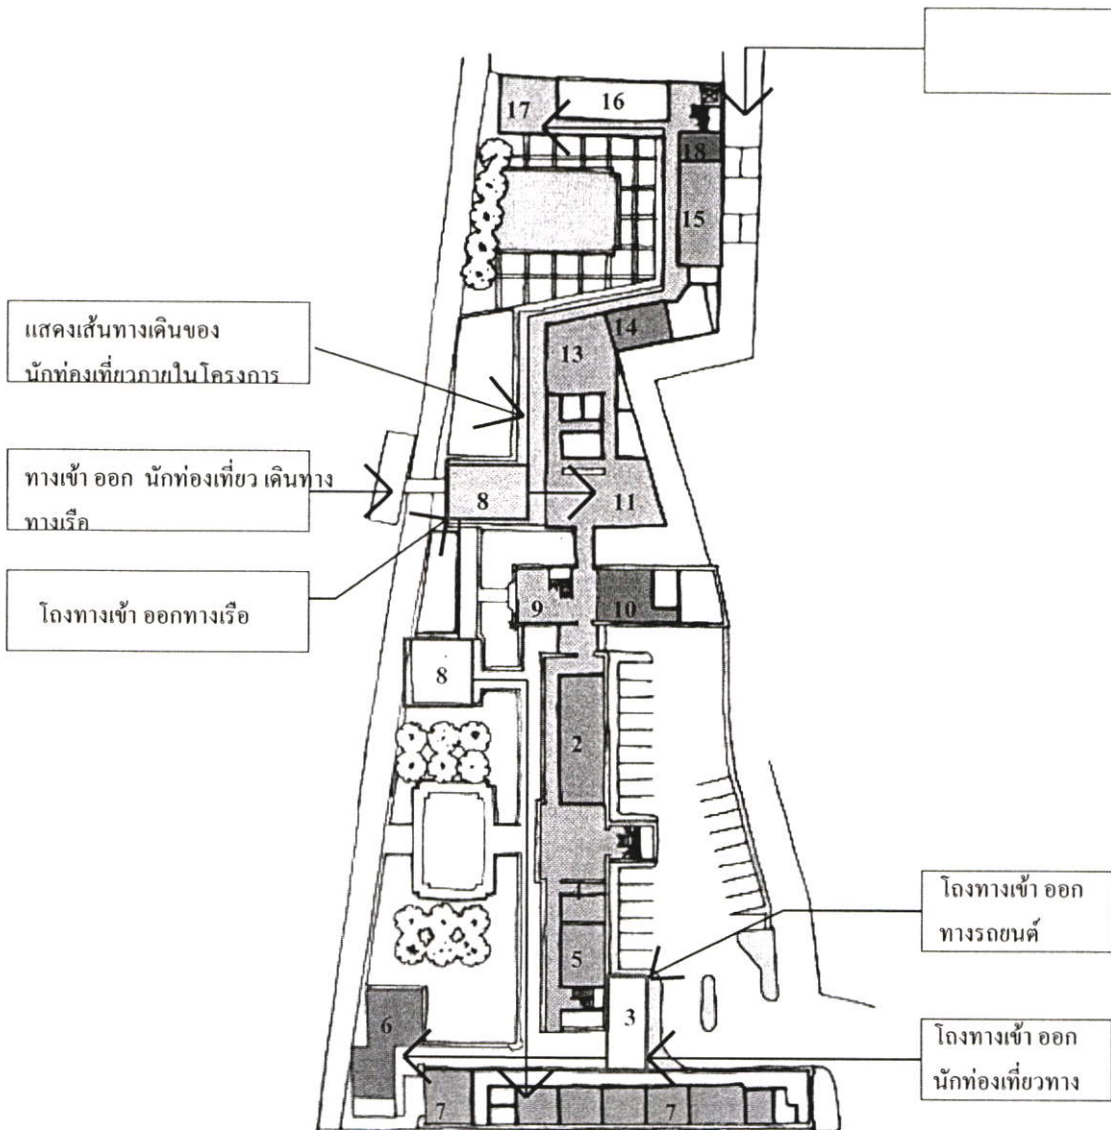 16
17
18
15
แสดงเส้นทางเดินของ
นักท่องเที่ยวภายในโครงการ
14
13
ทางเข้า ออก นักท่องเที่ยว เดินทาง
ทางเรือ
8
11
โถงทางเข้า ออกทางเรือ
9
10
8
2
โถงทางเข้า ออก
ทางรถยนต์
5
3
6
โถงทางเข้า ออก
นักท่องเที่ยวทาง
7
7